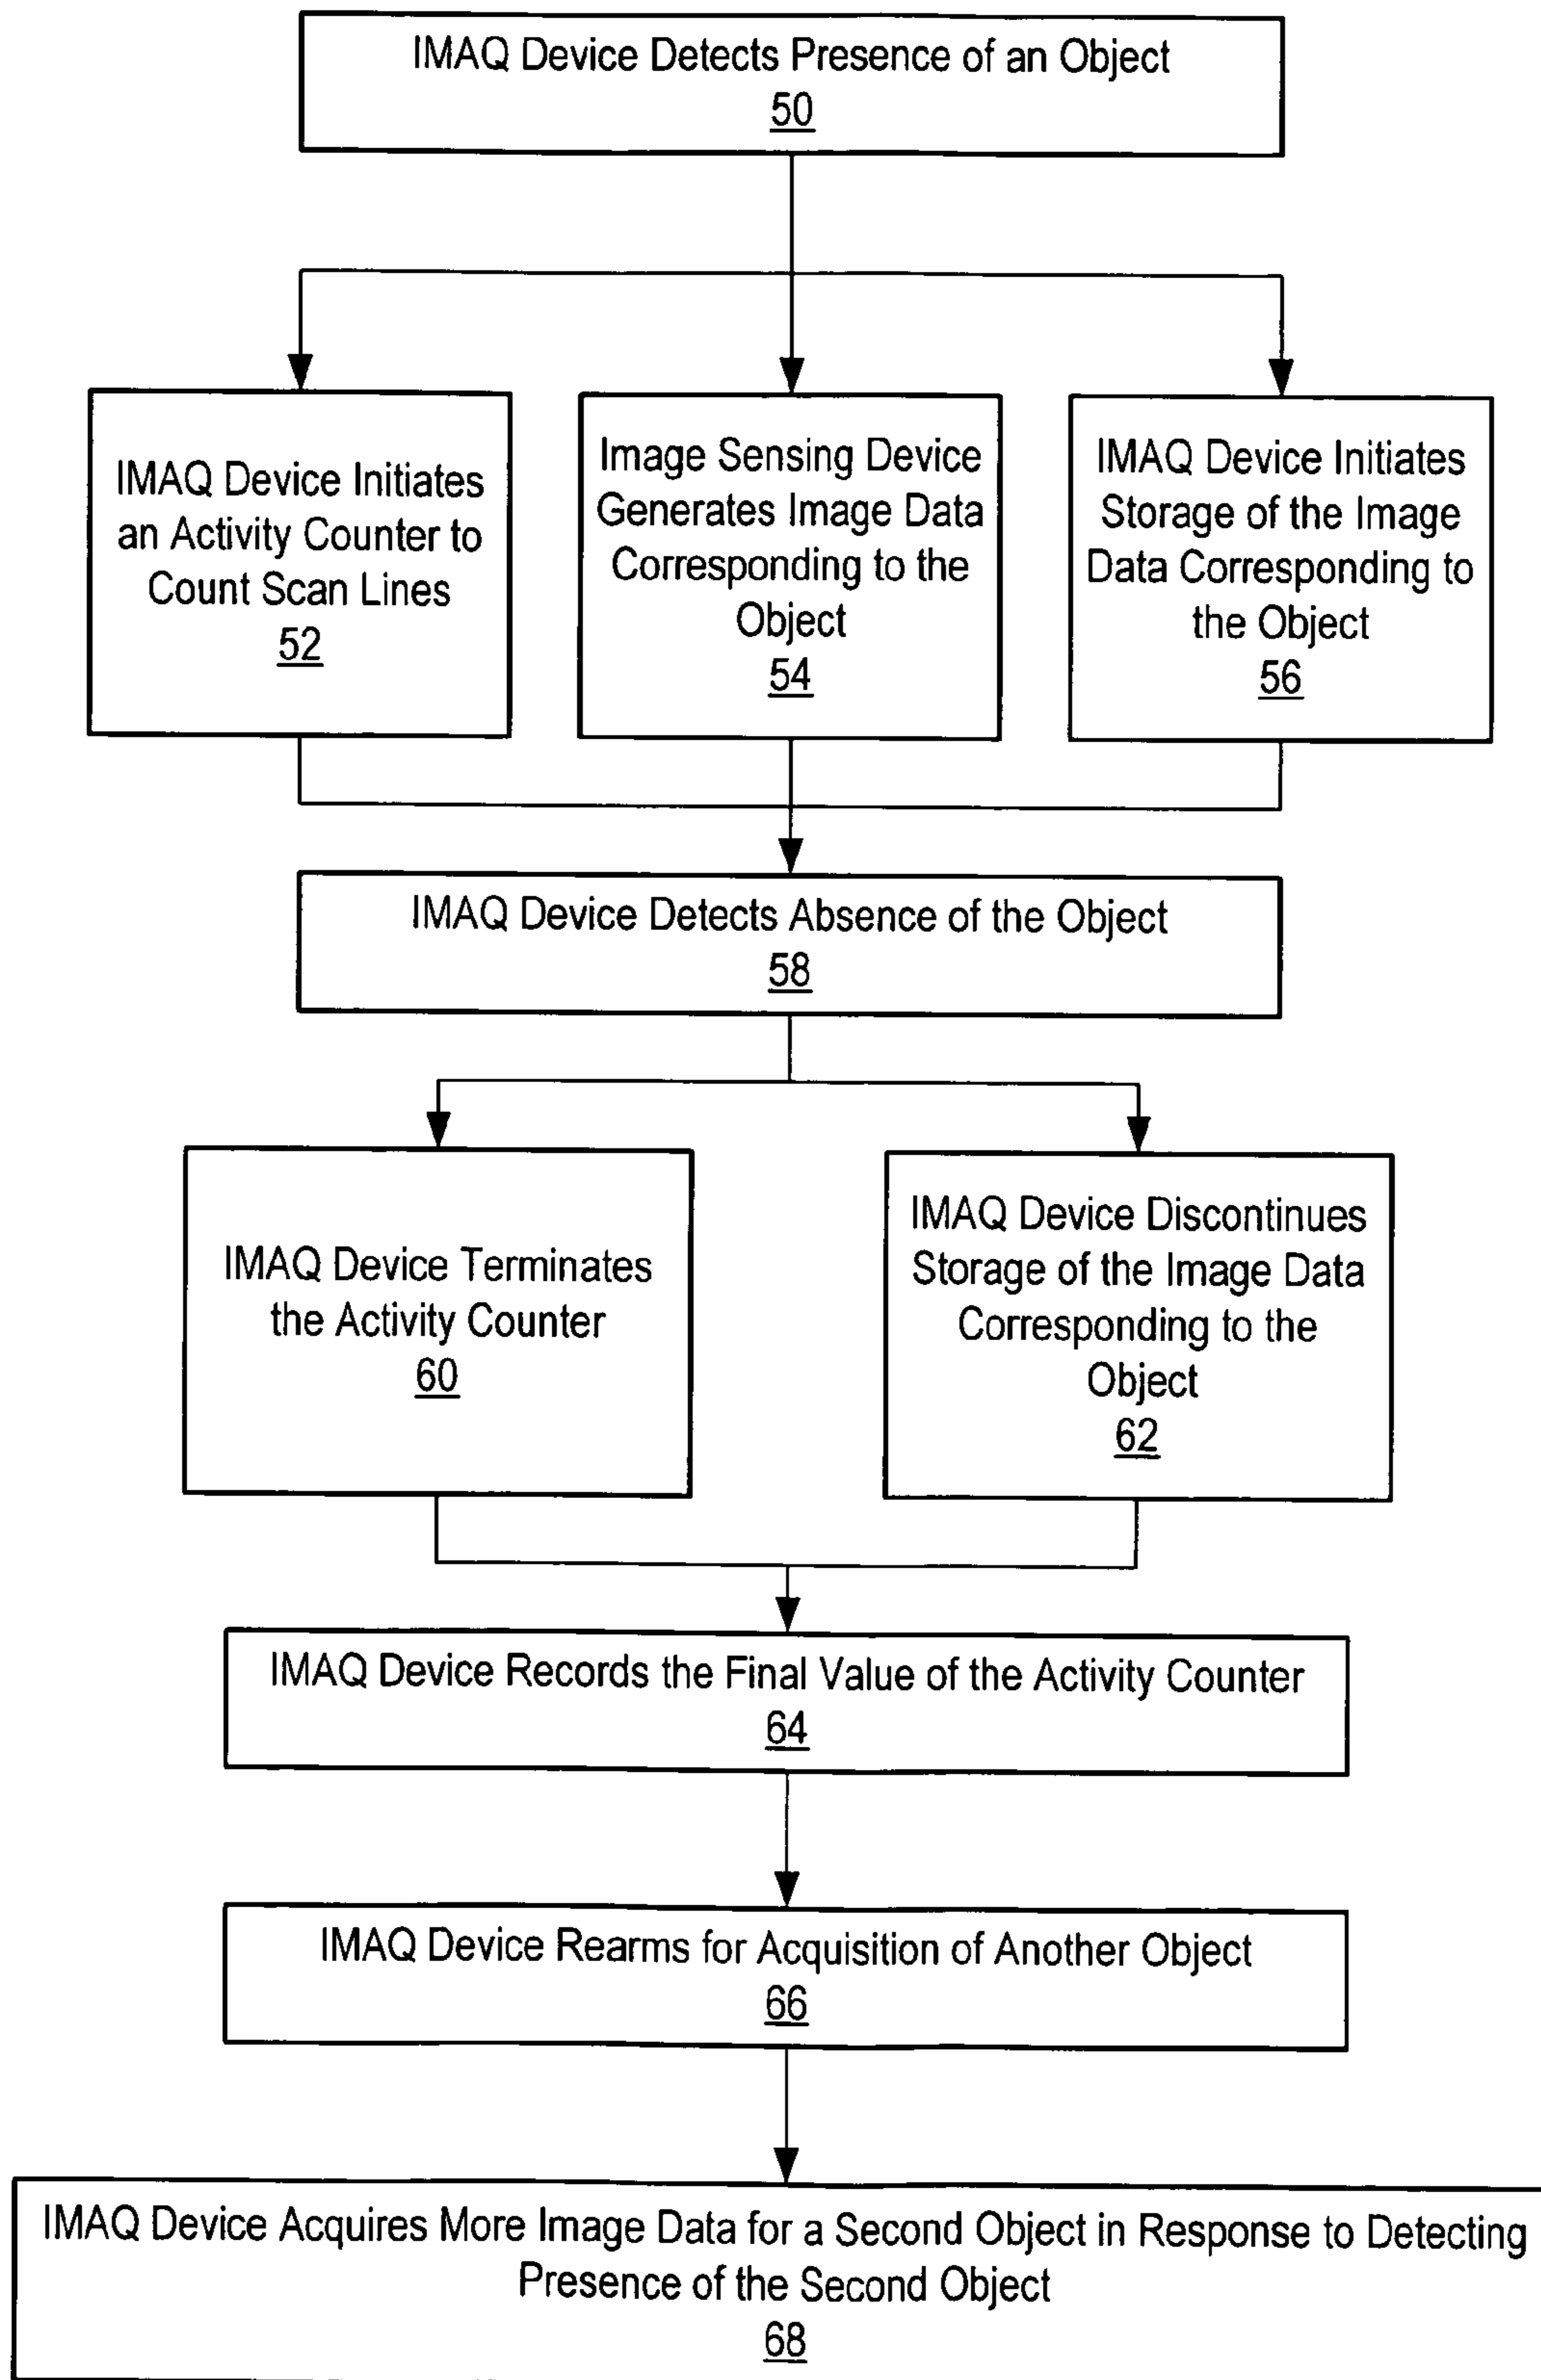 IMAQ Device Detects Presence of an Object
50
IMAQ Device Initiates
an Activity Counter to
Count Scan Lines
52
Image Sensing Device
Generates Image Data
Corresponding to the
Object
54
IMAQ Device Initiates
Storage of the Image
Data Corresponding to
the Object
56
IMAQ Device Detects Absence of the Object
58
IMAQ Device Terminates
the Activity Counter
60
IMAQ Device Discontinues
Storage of the Image Data
Corresponding to the
Object
62
IMAQ Device Records the Final Value of the Activity Counter
64
IMAQ Device Rearms for Acquisition of Another Object
66
IMAQ Device Acquires More Image Data for a Second Object in Response to Detecting
Presence of the Second Object
68